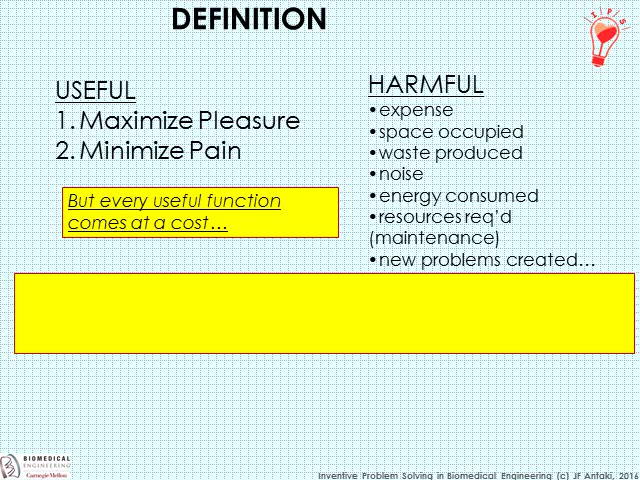 DEFINITION
I P S
USEFUL
1. Maximize Pleasure
2. Minimize Pain
But every useful function
comes at a cost…
HARMFUL
•expense
•space occupied
•waste produced
•noise
•energy consumed
•resources req’d
(maintenance)
•new problems created…
BIOMEDICAL
ENGINEERING
Carnegie Mellon
Inventive Problem Solving in Biomedical Engineering (c) JF Antaki, 2016